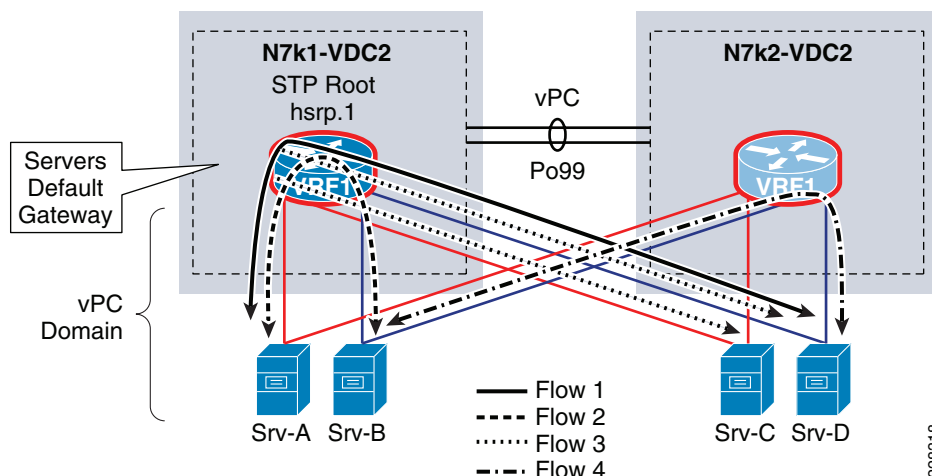 N7k1-VDC2
STP Root
hsrp.1
N7k2-VDC2
vPC
Po99
Servers
Default
Gateway
VRF1
VRF1
vPC
Domain
Srv-A
Srv-B
Srv-C
Srv-D
Flow 1
Flow 2
Flow 3
Flow 4